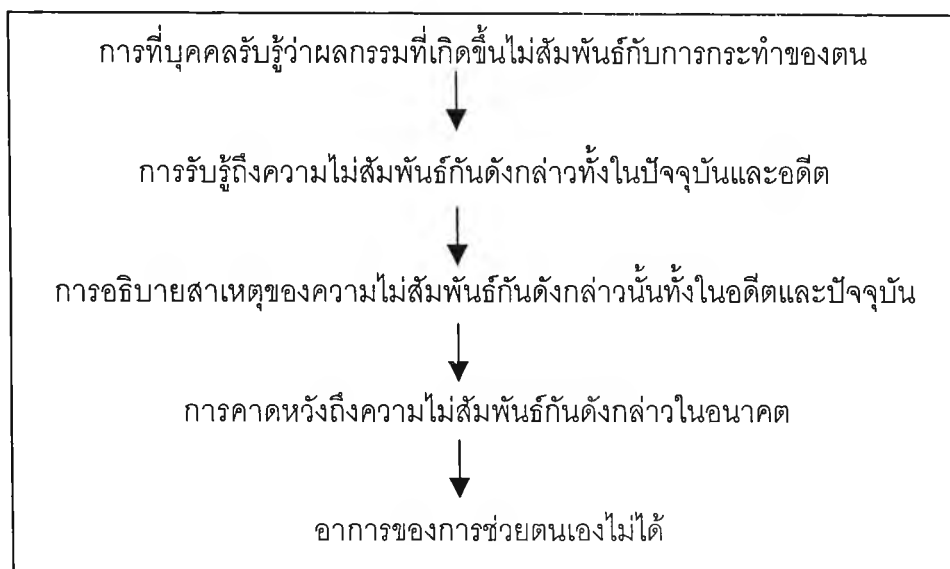 การที่บุคคลรับรู้ว่าผลกรรมที่เกิดขึ้นไม่สัมพันธ์กับการกระทำของตน
การรับรู้ถึงความไม่สัมพันธ์กันดังกล่าวทั้งในปัจจุบันและอดีต
การอธิบายสาเหตุของความไม่สัมพันธ์กันดังกล่าวนั้นทั้งในอดีตและปัจจุบัน
การคาดหวังถึงความไม่สัมพันธ์กันดังกล่าวในอนาคต
อาการของการช่วยตนเองไม่ได้